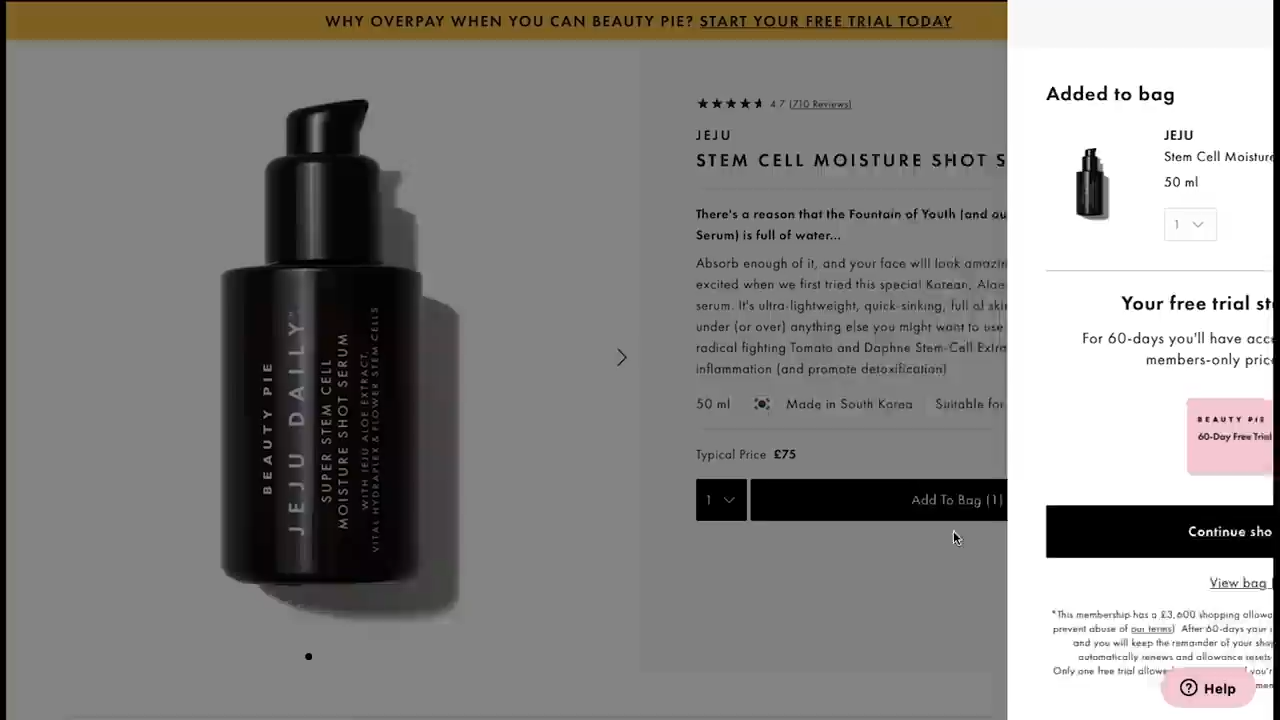 WHY OVERPAY WHEN YOU CAN BEAUTY PIE? START YOUR FREE TRIAL TODAY
BEAUTY PIE
JEJU DAILY™
SUPER STEM CELL
MOISTURE SHOT SERUM
WITH JEJU ALOE EXTRACT,
VITAL HYDRAPLEX & FLOWER STEM CELLS
4.7 (710 Reviews)
JEJU
STEM CELL MOISTURE SHOT S
There's a reason that the Fountain of Youth (and ou
Serum) is full of water...
Absorb enough of it, and your face will look amazin
excited when we first tried this special Korean, Aloe
serum. It's ultra-lightweight, quick-sinking, full of skin
under (or over) anything else you might want to use
radical fighting Tomato and Daphne Stem-Cell Extra
inflammation (and promote detoxification)
50 ml Made in South Korea Suitable for
Typical Price £75
1 Add To Bag (1)
Added to bag
JEJU
Stem Cell Moisture
50 ml
1
Your free trial st
For 60-days you'll have acce
members-only price
BEAUTY PIE
60-Day Free Trial
Continue sho
View bag
*This membership has a £3,600 shopping allowa
prevent abuse of our terms) After 60-days your
and you will keep the remainder of your shop
automatically renews and allowance resets
Only one free trial allowe if you'r
Help